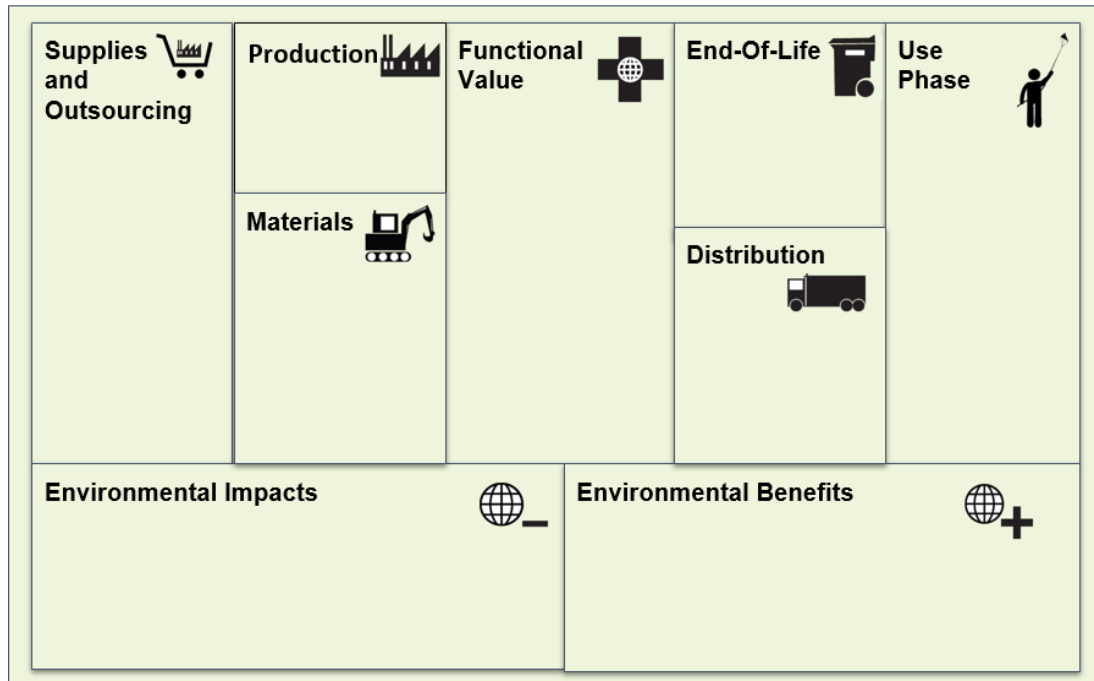 Supplies
and
Outsourcing
Production
Materials
Functional
Value
End-Of-Life
Distribution
Use
Phase
Environmental Impacts
Environmental Benefits